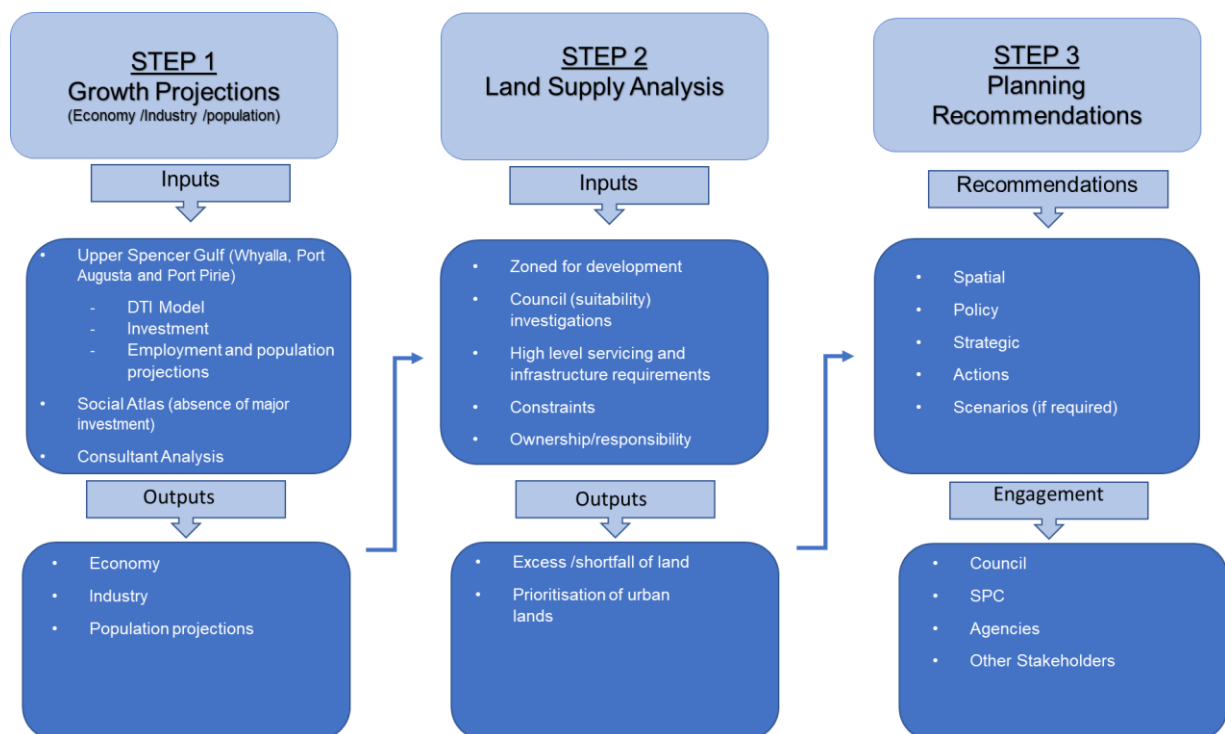 STEP 1
Growth Projections
(Economy /Industry /population)
Inputs
• Upper Spencer Gulf (Whyalla, Port
Augusta and Port Pirie)
- DTI Model
- Investment
- Employment and population
projections
• Social Atlas (absence of major
investment)
• Consultant Analysis
Outputs
• Economy
• Industry
• Population projections
STEP 2
Land Supply Analysis
Inputs
• Zoned for development
• Council (suitability)
investigations
• High level servicing and
infrastructure requirements
• Constraints
• Ownership/responsibility
Outputs
• Excess /shortfall of land
• Prioritisation of urban
lands
STEP 3
Planning
Recommendations
Recommendations
• Spatial
• Policy
• Strategic
• Actions
• Scenarios (if required)
Engagement
• Council
• SPC
• Agencies
• Other Stakeholders